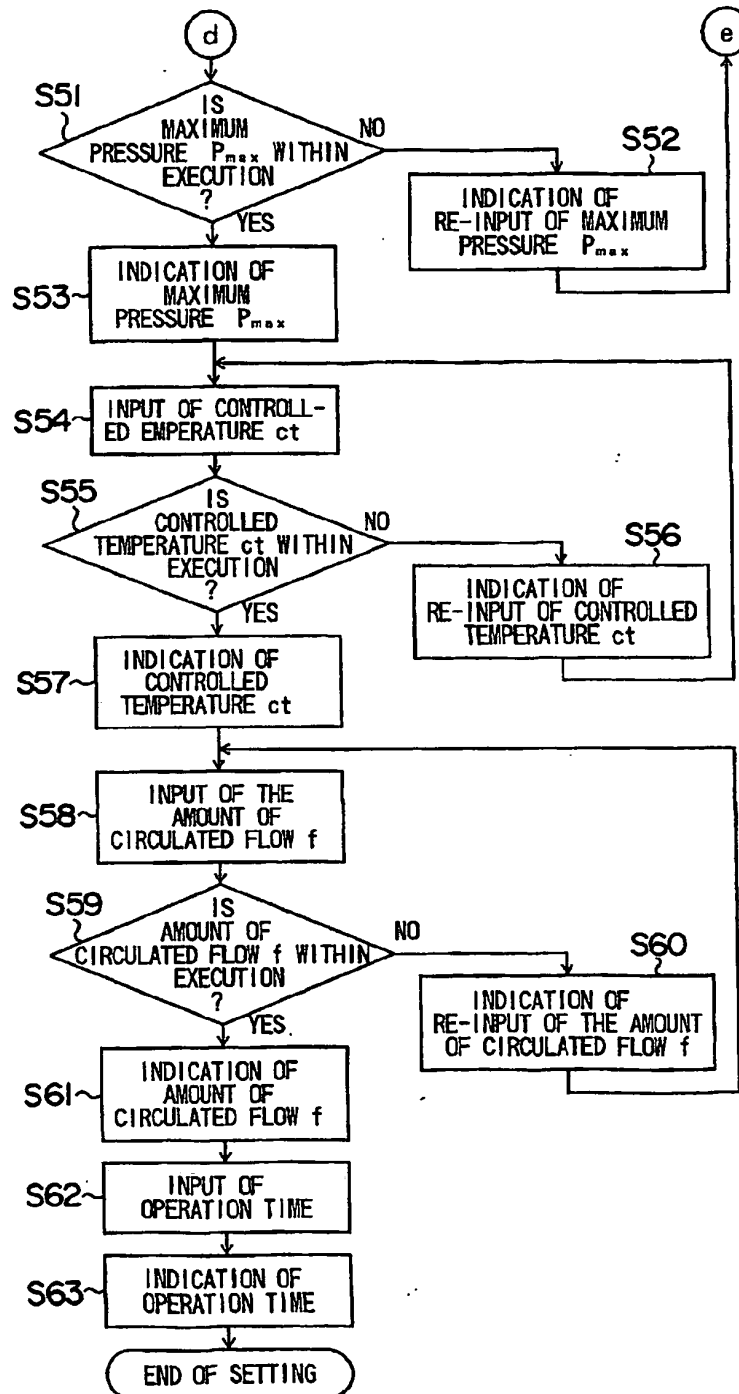 d
e
S51
IS
MAXIMUM
PRESSURE Pmax WITHIN
EXECUTION
?
NO
YES
S52
INDICATION OF
RE-INPUT OF MAXIMUM
PRESSURE Pmax
S53
INDICATION OF
MAXIMUM
PRESSURE Pmax
S54
INPUT OF CONTROLL-
ED EMPERATURE ct
S55
IS
CONTROLLED
TEMPERATURE ct WITHIN
EXECUTION
?
NO
YES
S56
INDICATION OF
RE-INPUT OF CONTROLLED
TEMPERATURE ct
S57
INDICATION OF
CONTROLLED
TEMPERATURE ct
S58
INPUT OF THE
AMOUNT OF
CIRCULATED FLOW f
S59
IS
AMOUNT OF
CIRCULATED FLOW f WITHIN
EXECUTION
?
NO
YES
S60
INDICATION OF
RE-INPUT OF THE AMOUNT
OF CIRCULATED FLOW f
S61
INDICATION OF
AMOUNT OF
CIRCULATED FLOW f
S62
INPUT OF
OPERATION TIME
S63
INDICATION OF
OPERATION TIME
END OF SETTING